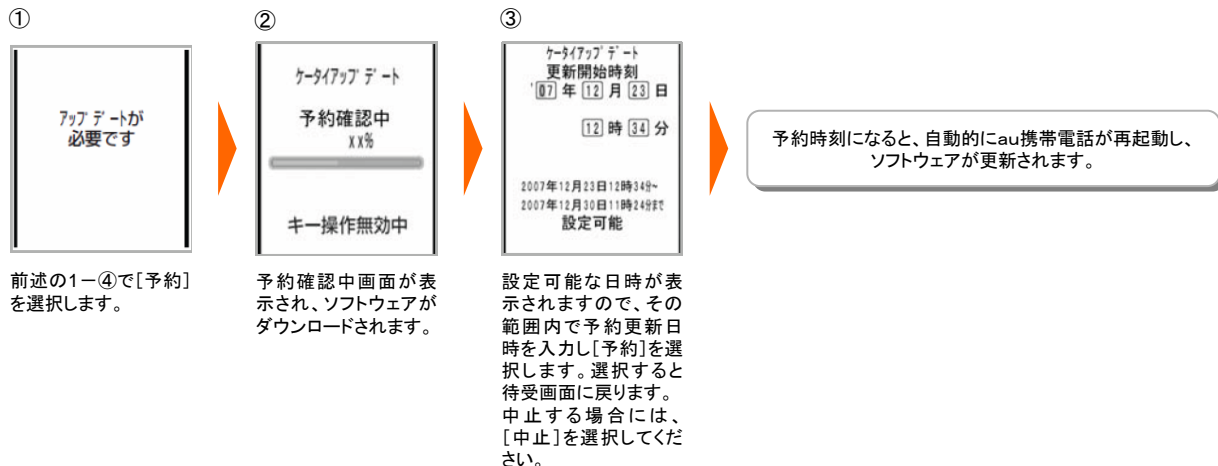 ①
アップデートが
必要です
前述の1－④で[予約]
を選択します。
②
ケータイアップデート
予約確認中
xx%
キー操作無効中
予約確認中画面が表
示され、ソフトウェアが
ダウンロードされます。
③
ケータイアップデート
更新開始時刻
'07年12月23日
12時34分
2007年12月23日12時34分~
2007年12月30日11時24分まで
設定可能
設定可能な日時が表
示されますので、その
範囲内で予約更新日
時を入力し[予約]を選
択します。選択すると
待受画面に戻ります。
中止する場合には、
[中止]を選択してくだ
さい。
予約時刻になると、自動的にau携帯電話が再起動し、
ソフトウェアが更新されます。